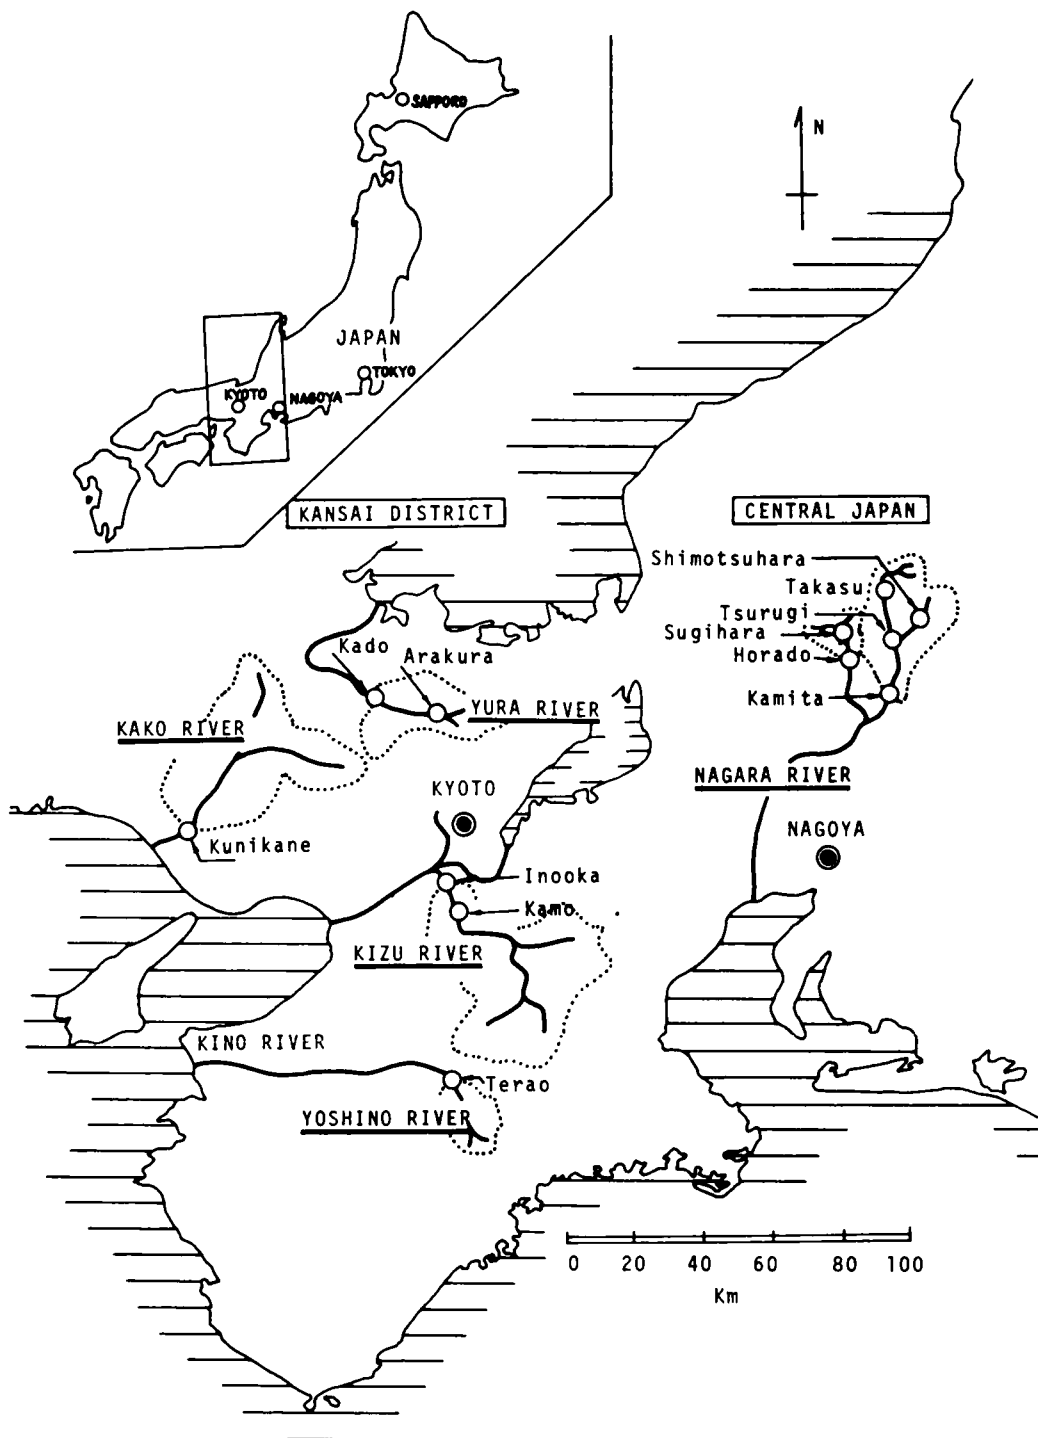 SAPPORO
N
JAPAN
TOKYO
KYOTO
NAGOYA
KANSAI DISTRICT
CENTRAL JAPAN
Shimotsuhara
Takasu
Tsurugi
Sugihara
Horado
Kamita
Kado
Arakura
YURA RIVER
KAKO RIVER
NAGARA RIVER
KYOTO
NAGOYA
Kunikane
Inooka
Kamo
KIZU RIVER
KINO RIVER
Terao
YOSHINO RIVER
0 20 40 60 80 100
Km